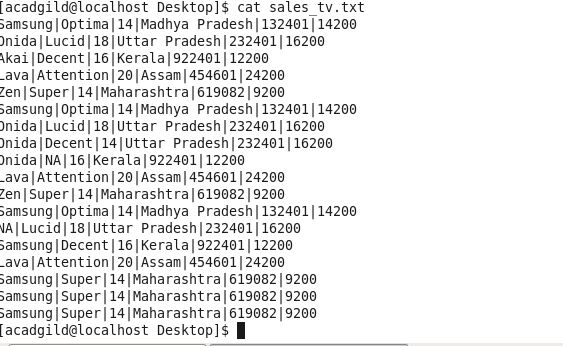 [acadgild@localhost Desktop]$ cat sales_tv.txt
Samsung|Optima|14|Madhya Pradesh|132401|14200
Onida|Lucid|18|Uttar Pradesh|232401|16200
Akai|Decent|16|Kerala|922401|12200
Lava|Attention|20|Assam|454601|24200
Zen|Super|14|Maharashtra|619082|9200
Samsung|Optima|14|Madhya Pradesh|132401|14200
Onida|Lucid|18|Uttar Pradesh|232401|16200
Onida|Decent|14|Uttar Pradesh|232401|16200
Onida|NA|16|Kerala|922401|12200
Lava|Attention|20|Assam|454601|24200
Zen|Super|14|Maharashtra|619082|9200
Samsung|Optima|14|Madhya Pradesh|132401|14200
NA|Lucid|18|Uttar Pradesh|232401|16200
Samsung|Decent|16|Kerala|922401|12200
Lava|Attention|20|Assam|454601|24200
Samsung|Super|14|Maharashtra|619082|9200
Samsung|Super|14|Maharashtra|619082|9200
Samsung|Super|14|Maharashtra|619082|9200
[acadgild@localhost Desktop]$